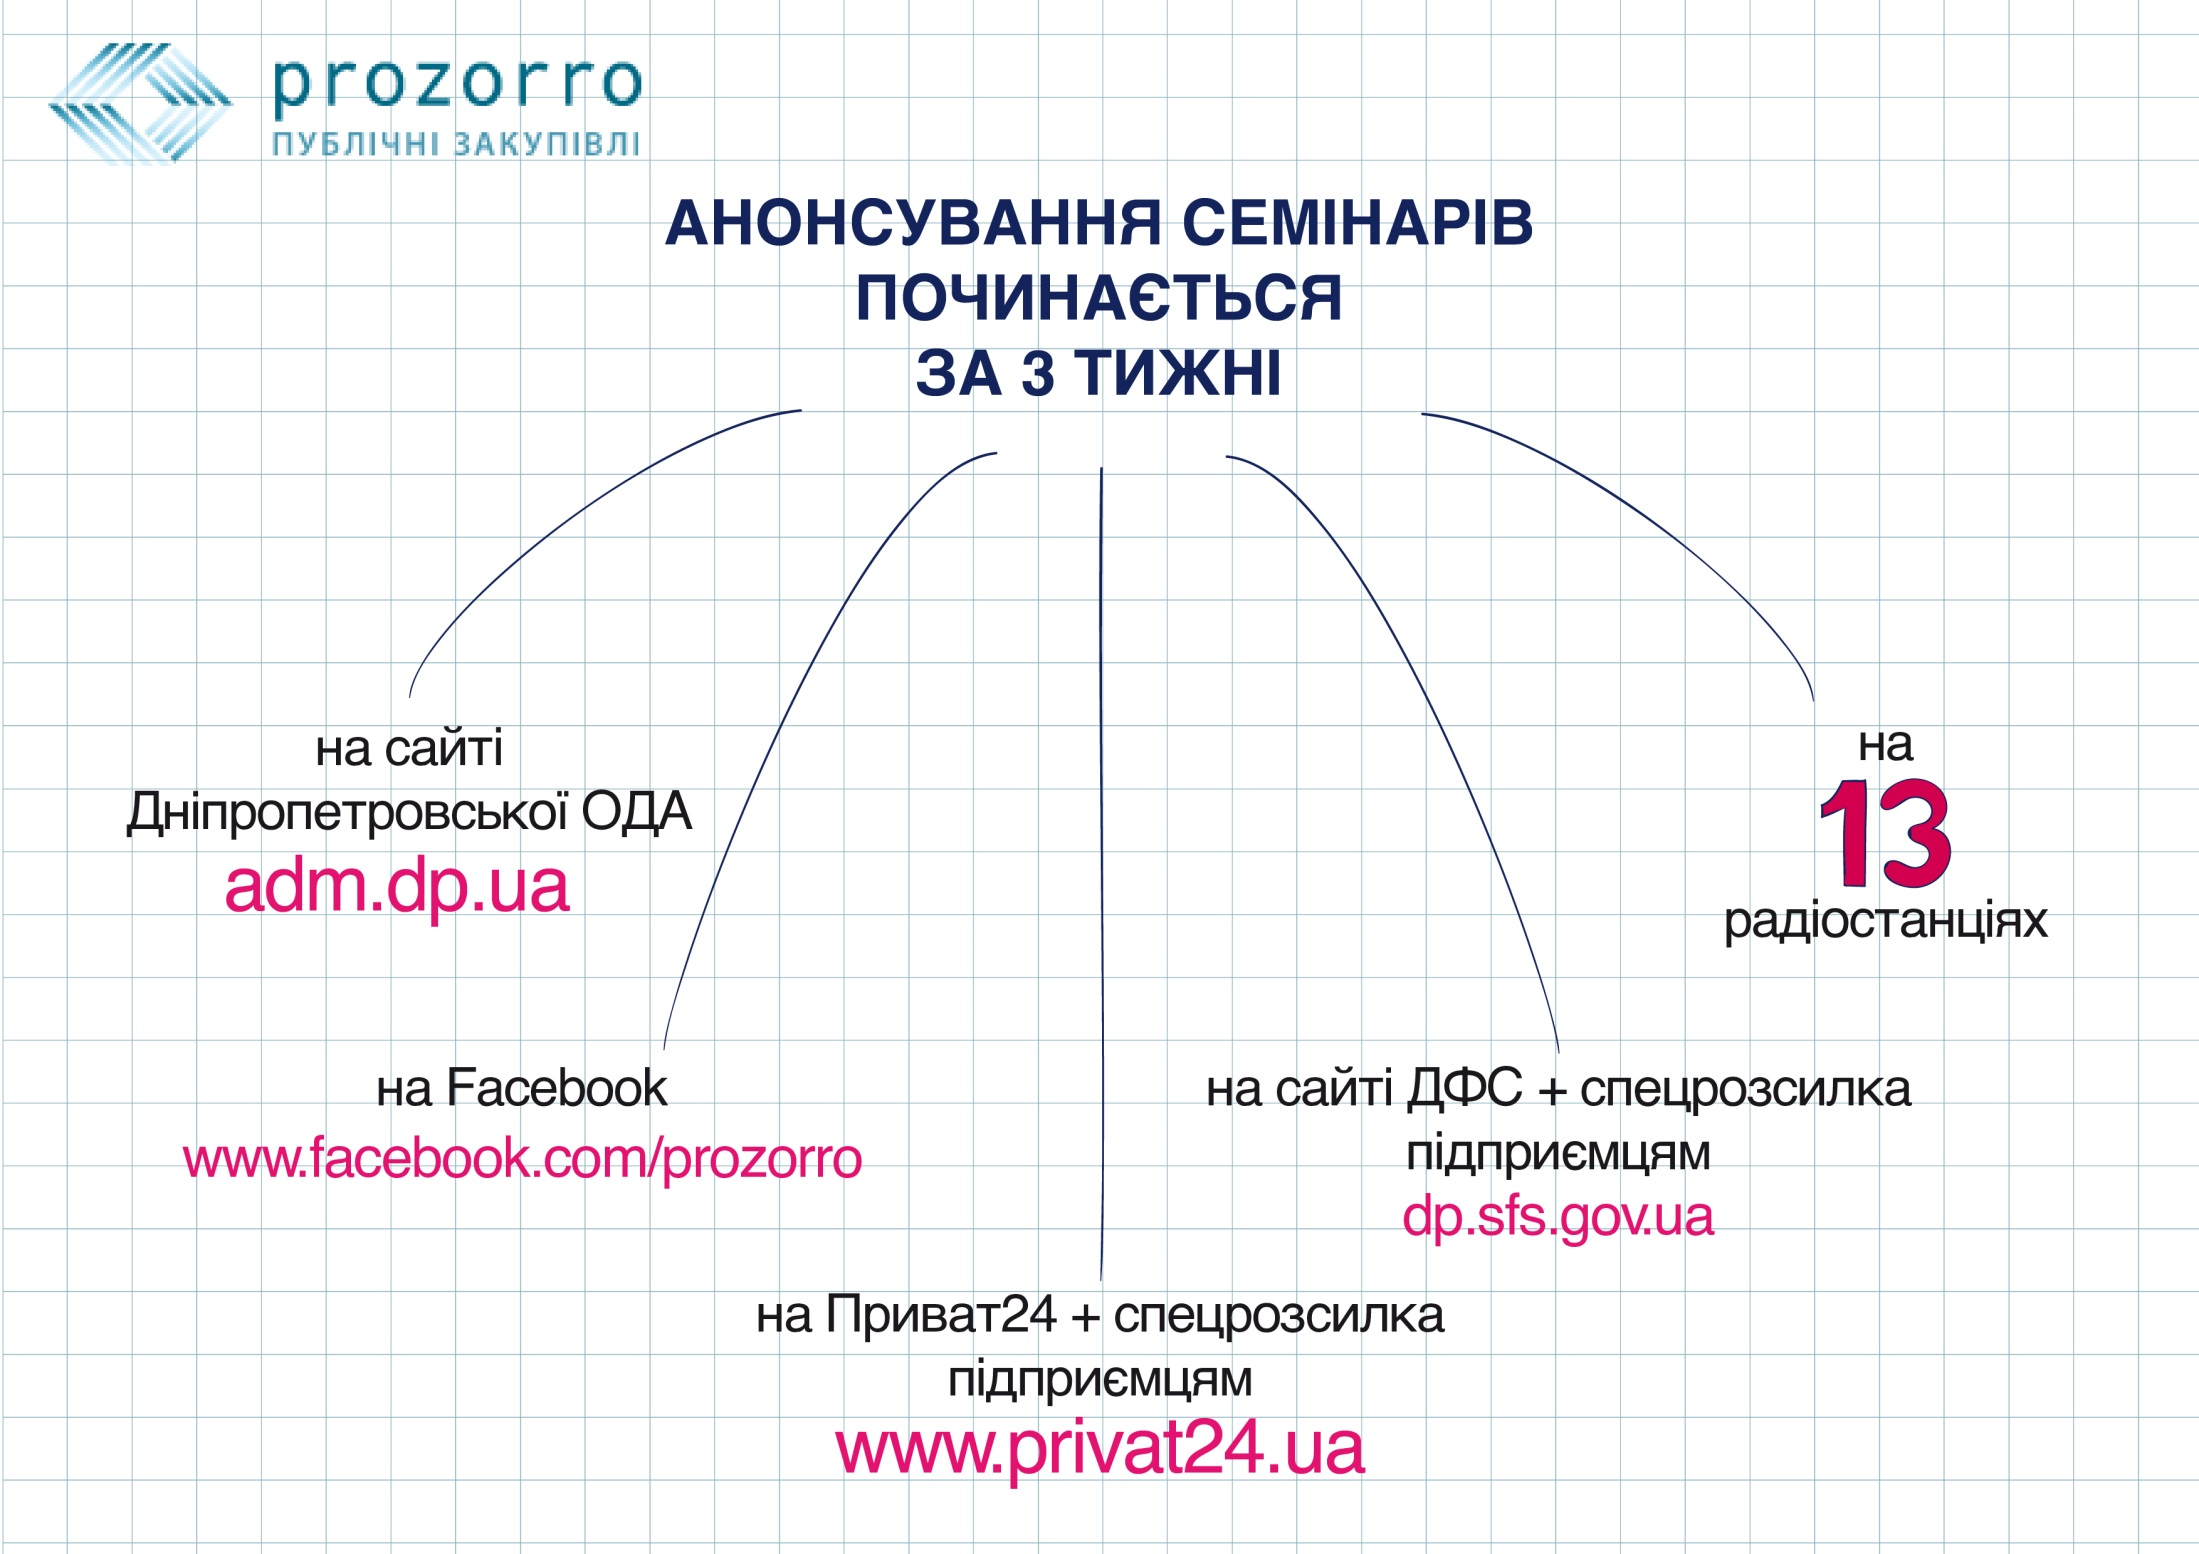 prozorro
ПУБЛІЧНІ ЗАКУПІВЛІ
АНОНСУВАННЯ СЕМІНАРІВ
ПОЧИНАЄТЬСЯ
ЗА 3 ТИЖНІ
на сайті
Дніпропетровської ОДА
adm.dp.ua
на Facebook
www.facebook.com/prozorro
на Приват24 + спецрозсилка
підприємцям
www.privat24.ua
на сайті ДФС + спецрозсилка
підприємцям
dp.sfs.gov.ua
на
13
радіостанціях